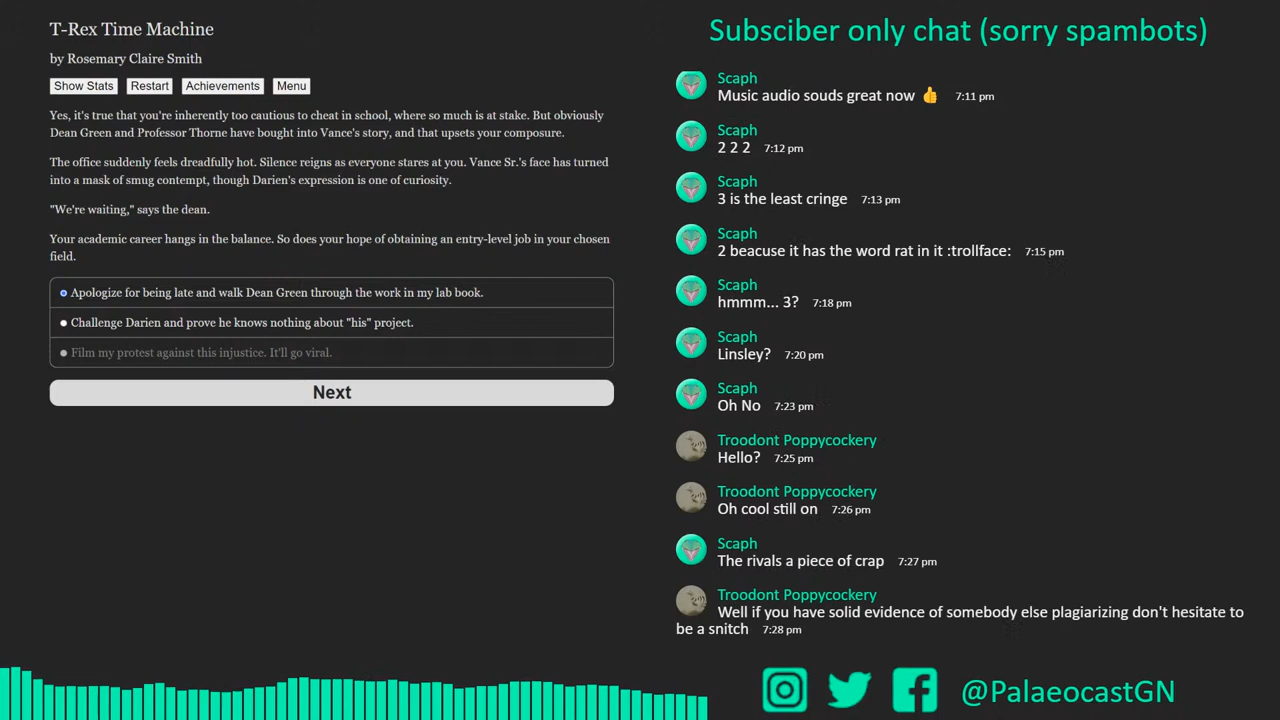 T-Rex Time Machine
by Rosemary Claire Smith
Show Stats Restart Achievements Menu
Yes, it's true that you're inherently too cautious to cheat in school, where so much is at stake. But obviously
Dean Green and Professor Thorne have bought into Vance's story, and that upsets your composure.
The office suddenly feels dreadfully hot. Silence reigns as everyone stares at you. Vance Sr.'s face has turned
into a mask of smug contempt, though Darien's expression is one of curiosity.
"We're waiting," says the dean.
Your academic career hangs in the balance. So does your hope of obtaining an entry-level job in your chosen
field.
Apologize for being late and walk Dean Green through the work in my lab book.
Challenge Darien and prove he knows nothing about "his" project.
Film my protest against this injustice. It'll go viral.
Next
Subsciber only chat (sorry spambots)
Scaph
Music audio souds great now 👍 7:11 pm
Scaph
2 2 2 7:12 pm
Scaph
3 is the least cringe 7:13 pm
Scaph
2 beacuse it has the word rat in it :trollface: 7:15 pm
Scaph
hmmm... 3? 7:18 pm
Scaph
Linsley? 7:20 pm
Scaph
Oh No 7:23 pm
Troodont Poppycockery
Hello? 7:25 pm
Troodont Poppycockery
Oh cool still on 7:26 pm
Scaph
The rivals a piece of crap 7:27 pm
Troodont Poppycockery
Well if you have solid evidence of somebody else plagiarizing don't hesitate to
be a snitch 7:28 pm
@PalaeocastGN